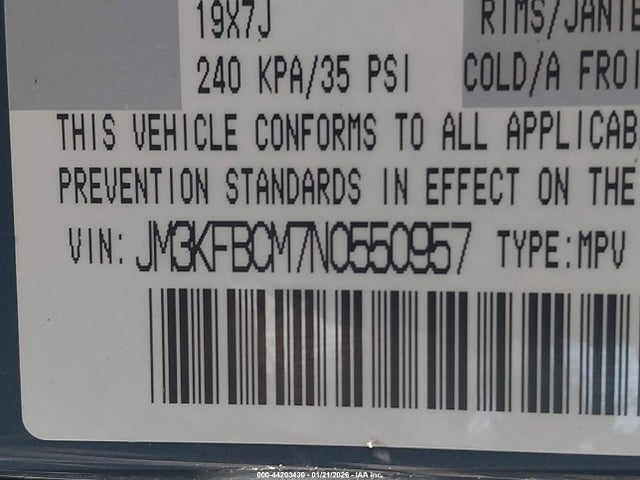 19X7J RIMS/JANTE
240 KPA/35 PSI COLD/A FROI
THIS VEHICLE CONFORMS TO ALL APPLICAB
PREVENTION STANDARDS IN EFFECT ON THE
VIN: JM3KFBCM7N0550957 TYPE:MPV
000-44203430 - 01/21/2026 - IAA Inc.